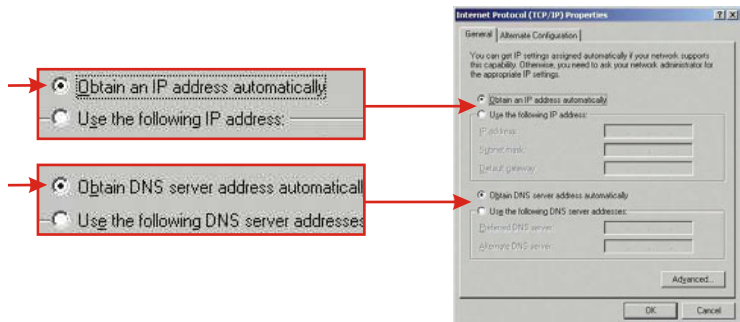 Internet Protocol (TCP/IP) Properties
General
Alternate Configuration
You can get IP settings assigned automatically if your network supports
this capability. Otherwise, you need to ask your network administrator for
the appropriate IP settings.
Obtain an IP address automatically
Use the following IP address:
Obtain an IP address automatically
Use the following IP address:
IP address:
Subnet mask:
Default gateway:
Obtain DNS server address automaticall
Use the following DNS server addresses
Obtain DNS server address automatically
Use the following DNS server addresses:
Preferred DNS server:
Alternate DNS server:
Advanced...
OK
Cancel